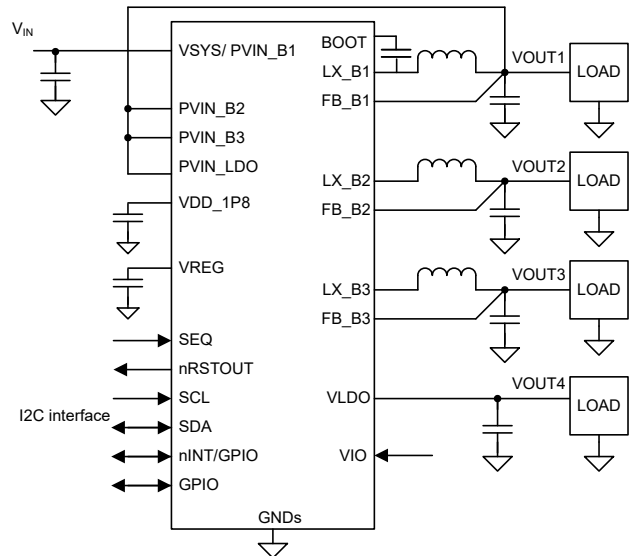 VIN
VSYS/ PVIN_B1
PVIN_B2
PVIN_B3
PVIN_LDO
VDD_1P8
VREG
SEQ
nRSTOUT
SCL
I2C interface
SDA
nINT/GPIO
GPIO
GNDs
BOOT
LX_B1
FB_B1
VOUT1
LOAD
LX_B2
FB_B2
VOUT2
LOAD
LX_B3
FB_B3
VOUT3
LOAD
VLDO
VOUT4
LOAD
VIO